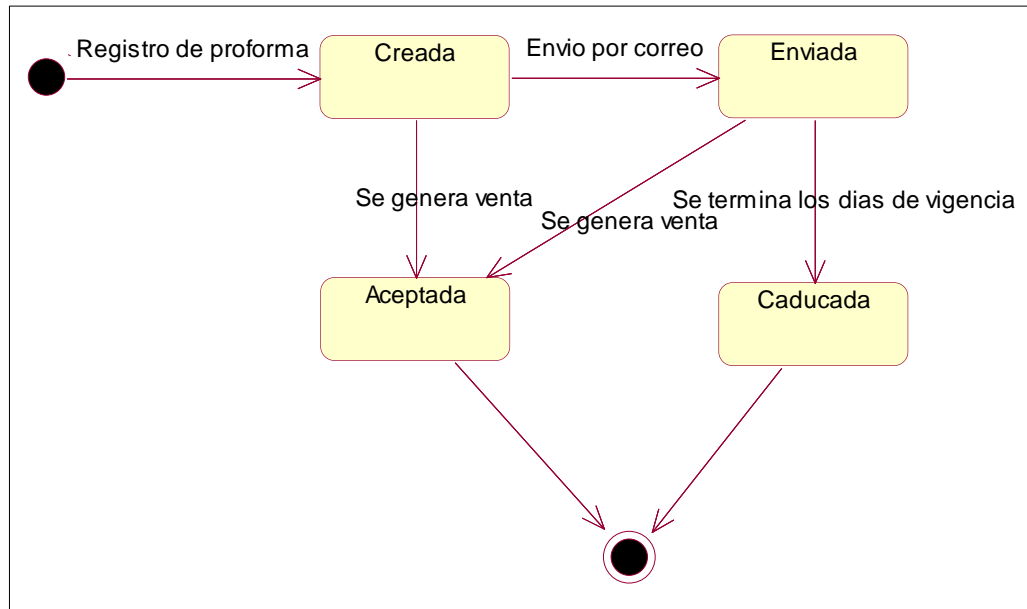 Registro de proforma
Creada
Envio por correo
Enviada
Se genera venta
Se genera venta
Se termina los dias de vigencia
Aceptada
Caducada